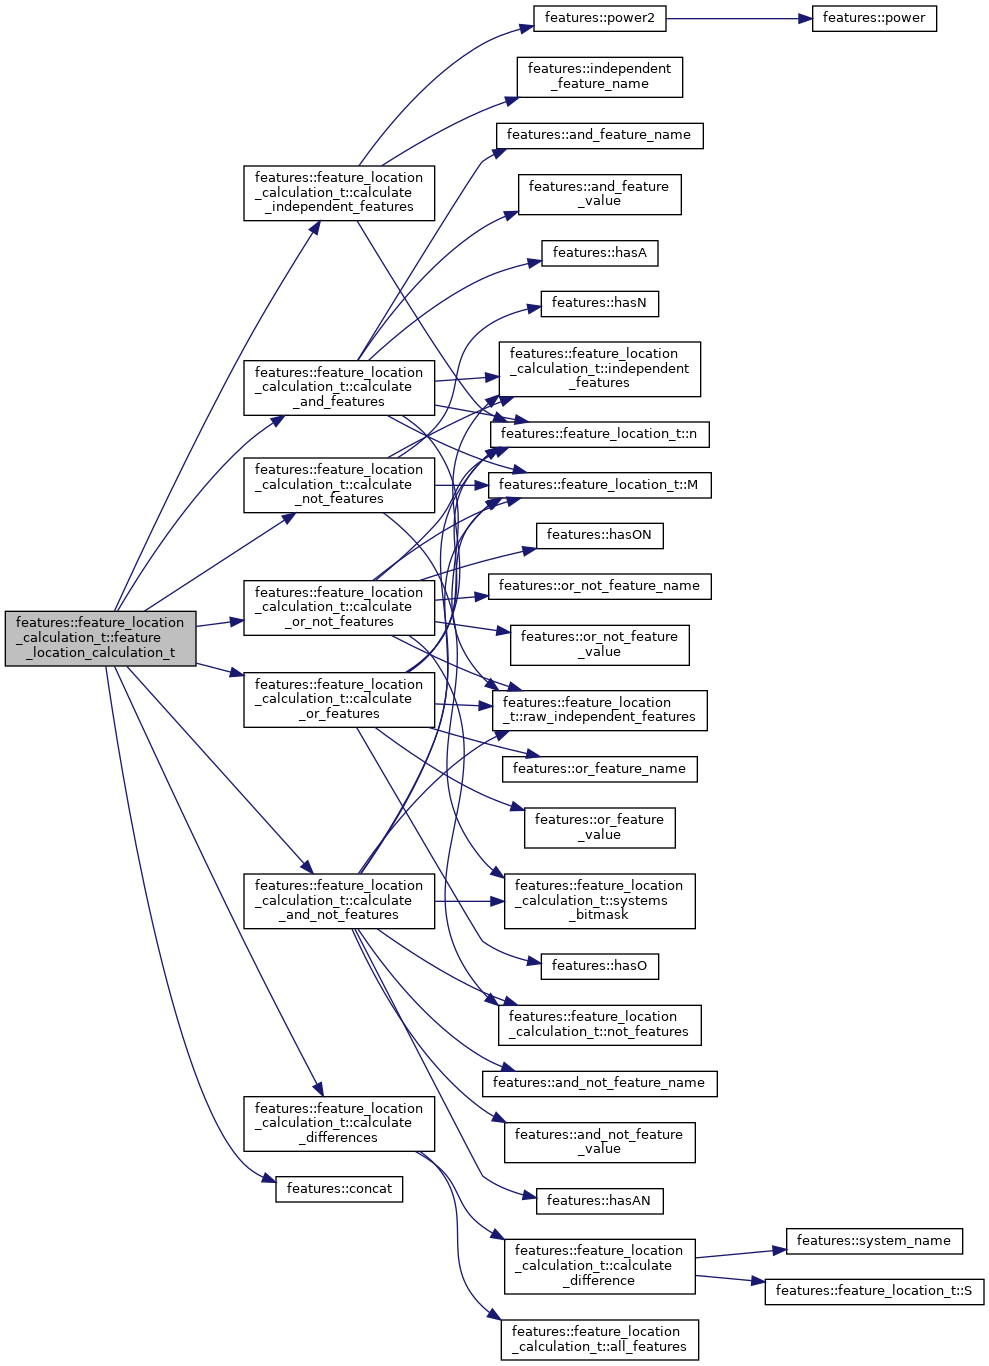 features::feature_location
_calculation_t::feature
_location_calculation_t
features::feature_location
_calculation_t::calculate
_independent_features
features::feature_location
_calculation_t::calculate
_and_features
features::feature_location
_calculation_t::calculate
_not_features
features::feature_location
_calculation_t::calculate
_or_not_features
features::feature_location
_calculation_t::calculate
_or_features
features::feature_location
_calculation_t::calculate
_and_not_features
features::feature_location
_calculation_t::calculate
_differences
features::concat
features::power2
features::independent
_feature_name
features::and_feature_name
features::and_feature
_value
features::hasA
features::hasN
features::feature_location
_calculation_t::independent
_features
features::feature_location_t::n
features::feature_location_t::M
features::hasON
features::or_not_feature_name
features::or_not_feature
_value
features::feature_location
_t::raw_independent_features
features::or_feature_name
features::or_feature
_value
features::feature_location
_calculation_t::systems
_bitmask
features::hasO
features::feature_location
_calculation_t::not_features
features::and_not_feature_name
features::and_not_feature
_value
features::hasAN
features::feature_location
_calculation_t::calculate
_difference
features::feature_location
_calculation_t::all_features
features::power
features::system_name
features::feature_location_t::S